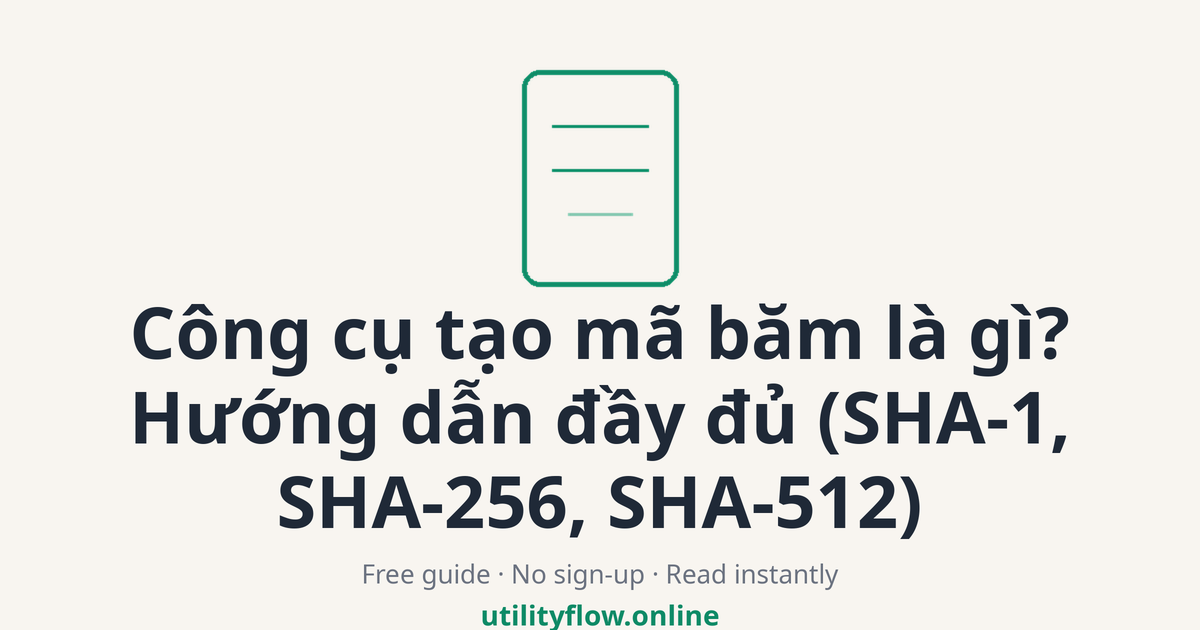 Công cụ tạo mã băm là gì?
Hướng dẫn đầy đủ (SHA-1,
SHA-256, SHA-512)
Free guide · No sign-up · Read instantly
utilityflow.online